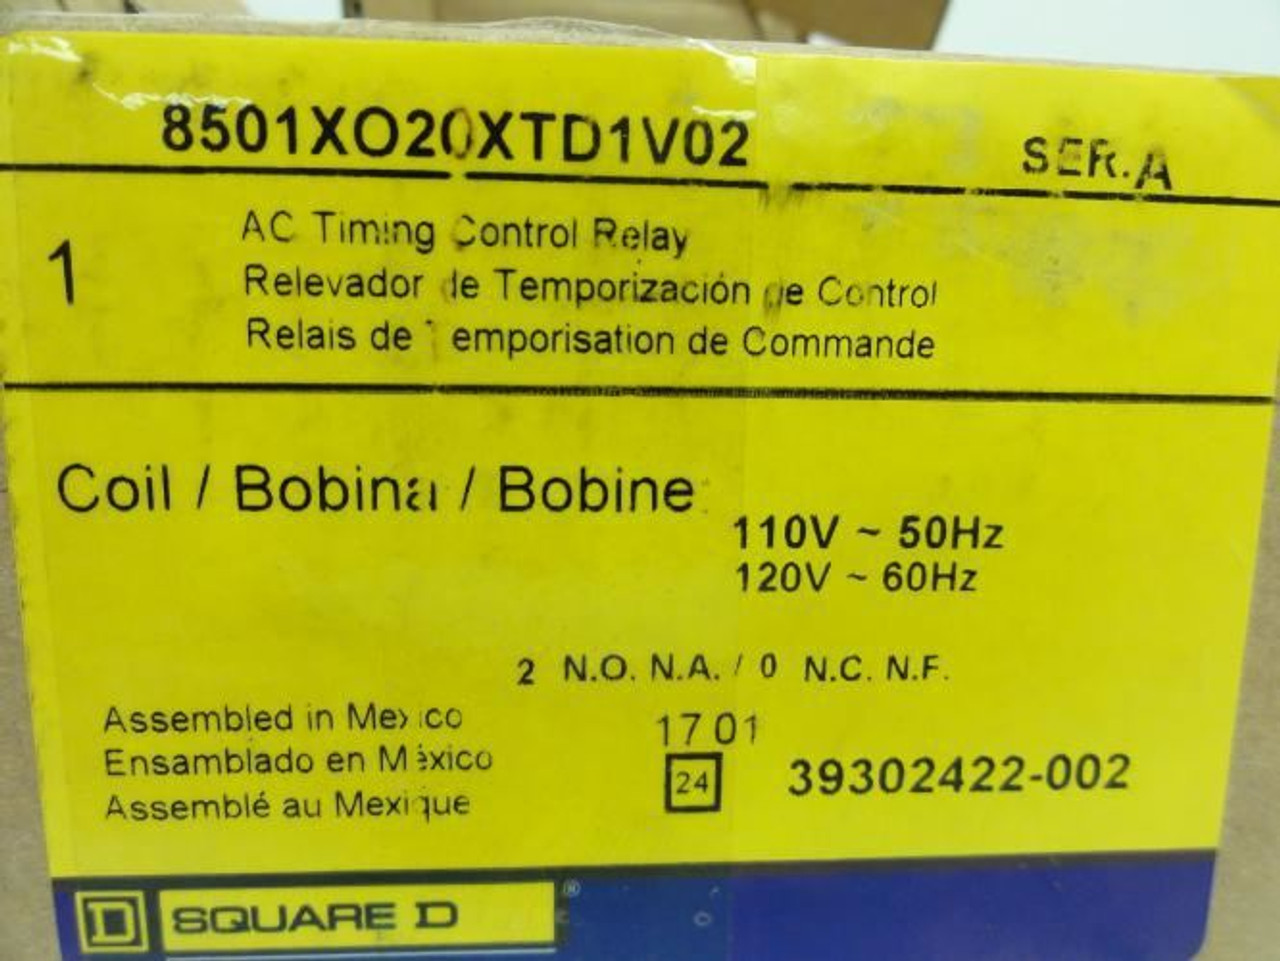 8501XO20XTD1V02 SER.A
1
AC Timing Control Relay
Relevador de Temporización de Control
Relais de Temporisation de Commande
Coil / Bobina / Bobine
110V ~ 50Hz
120V ~ 60Hz
2 N.O. N.A. / 0 N.C. N.F.
Assembled in Mexico
Ensamblado en México
Assemblé au Mexique
1701
24 39302422-002
D SQUARE D ®